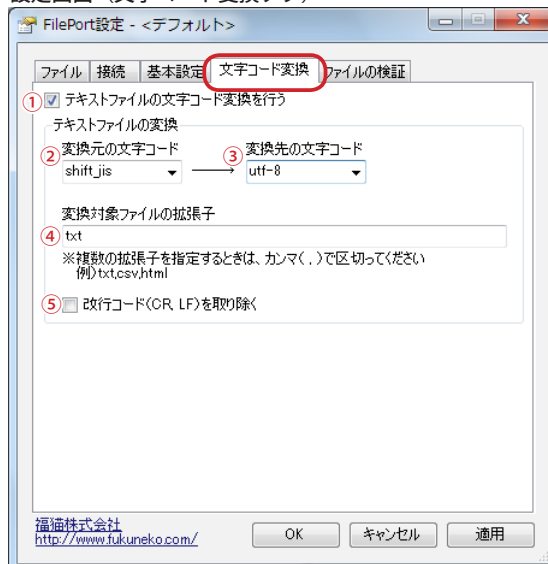 FilePort設定 - <デフォルト>
ファイル 接続 基本設定 文字コード変換 ファイルの検証
① テキストファイルの文字コード変換を行う
テキストファイルの変換
② 変換元の文字コード ③ 変換先の文字コード
shift_jis utf-8
変換対象ファイルの拡張子
④ txt
※複数の拡張子を指定するときは、カンマ( , )で区切ってください
例)txt,csv,html
⑤ 改行コード(CR, LF)を取り除く
福猫株式会社
http://www.fukuneko.com/
OK キャンセル 適用